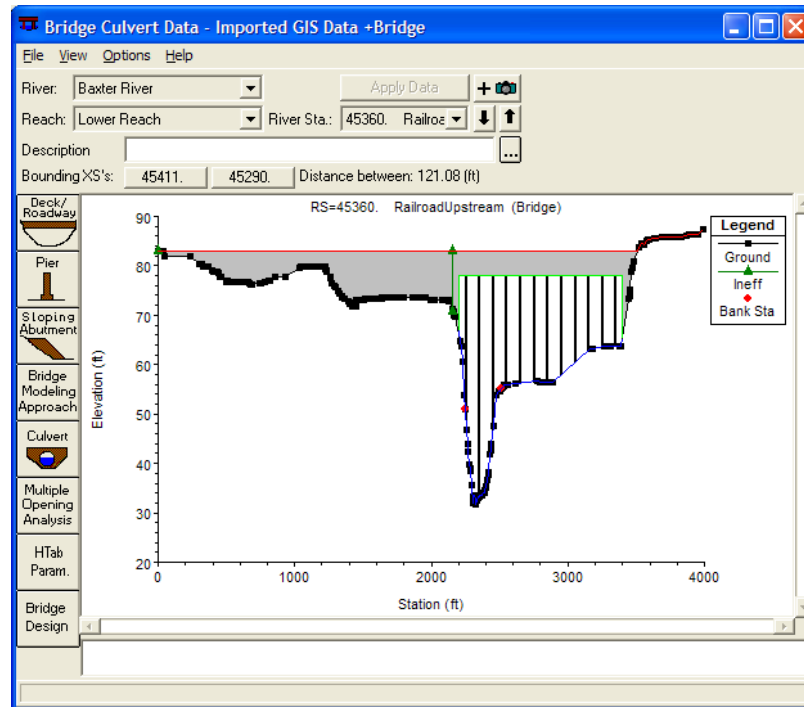 Bridge Culvert Data - Imported GIS Data +Bridge
File View Options Help
River: Baxter River Apply Data +
Reach: Lower Reach River Sta.: 45360. Railroa
Description ...
Bounding XS's: 45411. 45290. Distance between: 121.08 (ft)
Deck/
Roadway
Pier
Sloping
Abutment
Bridge
Modeling
Approach
Culvert
Multiple
Opening
Analysis
HTab
Param.
Bridge
Design
RS=45360. RailroadUpstream (Bridge)
90
80
70
60
50
40
30
20
Elevation (ft)
0 1000 2000 3000 4000
Station (ft)
Legend
Ground
Ineff
Bank Sta